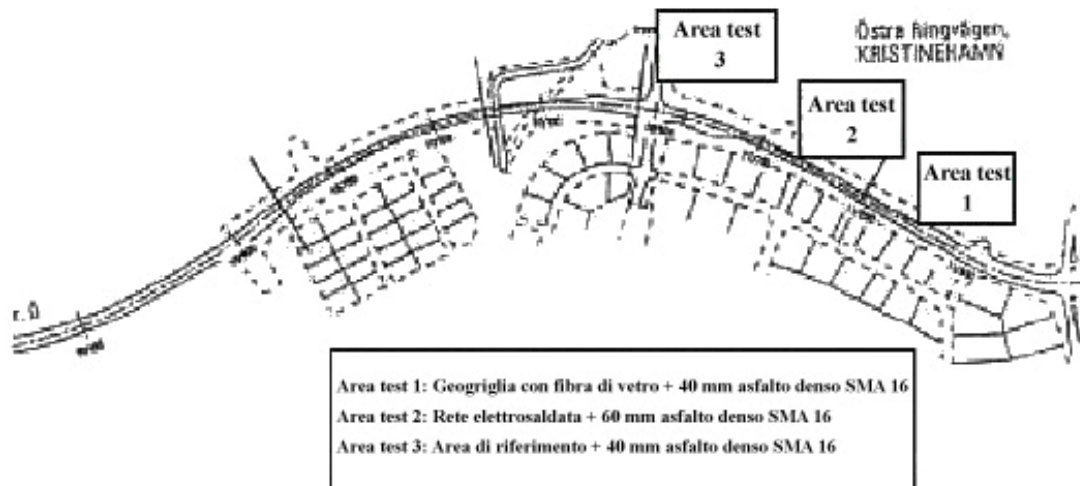 Area test
3
Östra Ringvägen,
KRISTINEHAMN
Area test
2
Area test
1
r. Ö
Area test 1: Geogriglia con fibra di vetro + 40 mm asfalto denso SMA 16
Area test 2: Rete elettrosaldata + 60 mm asfalto denso SMA 16
Area test 3: Area di riferimento + 40 mm asfalto denso SMA 16